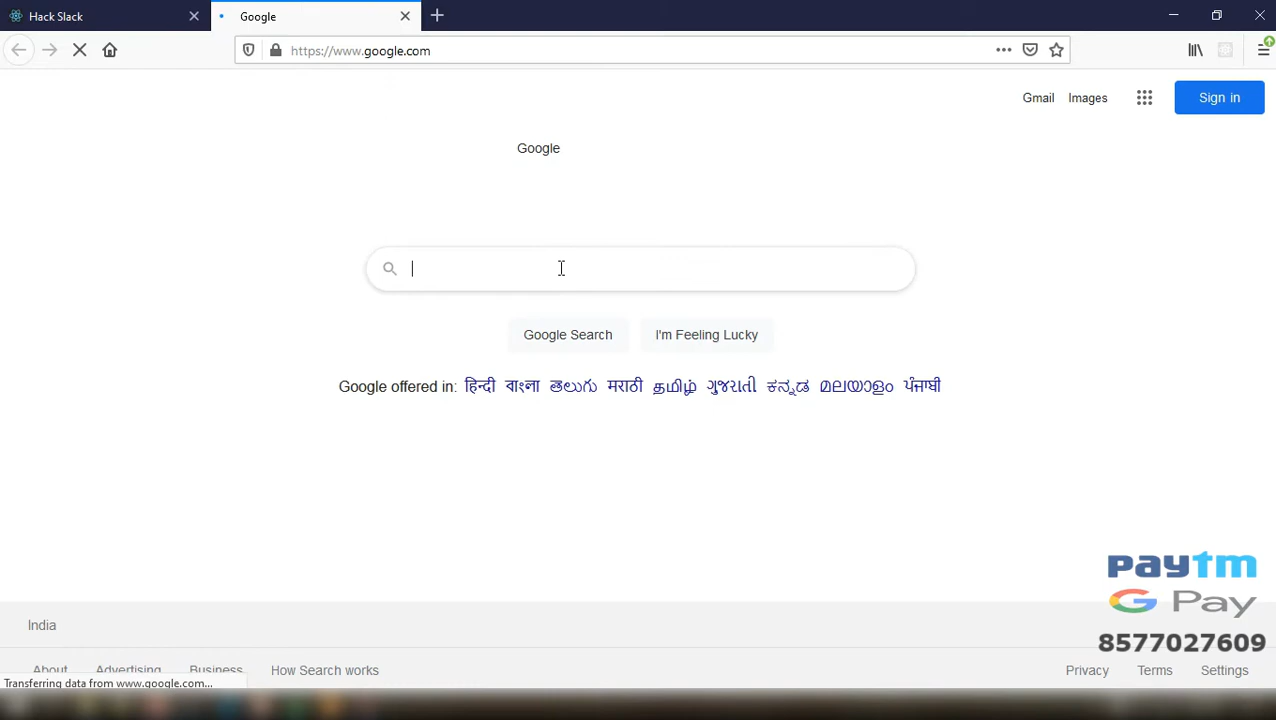 Hack Slack
Google
https://www.google.com
Gmail Images Sign in
Google
Google Search I'm Feeling Lucky
Google offered in: हिन्दी বাংলা తెలుగు मराठी தமிழ் ગુજરાતી ಕನ್ನಡ മലയാളം ਪੰਜਾਬੀ
paytm
G Pay
India
8577027609
About Advertising Business How Search works Privacy Terms Settings
Transferring data from www.google.com...